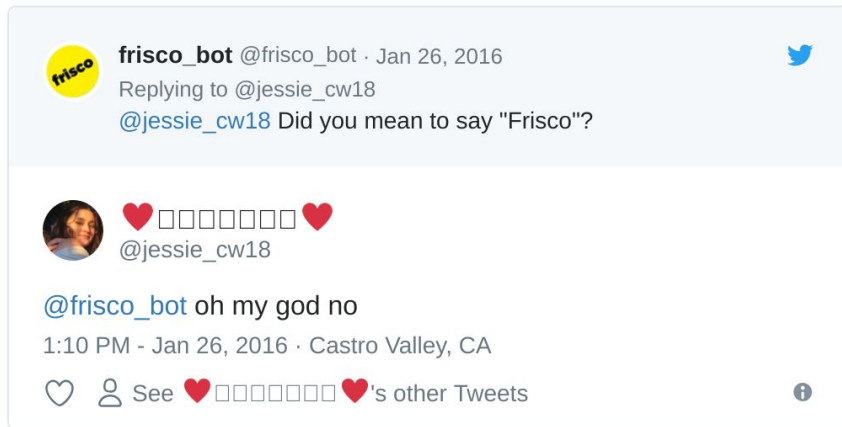 frisco
frisco_bot @frisco_bot · Jan 26, 2016
Replying to @jessie_cw18
@jessie_cw18 Did you mean to say "Frisco"?
❤️□□□□□□□❤️
@jessie_cw18
@frisco_bot oh my god no
1:10 PM - Jan 26, 2016 · Castro Valley, CA
See ❤️□□□□□□□❤️'s other Tweets